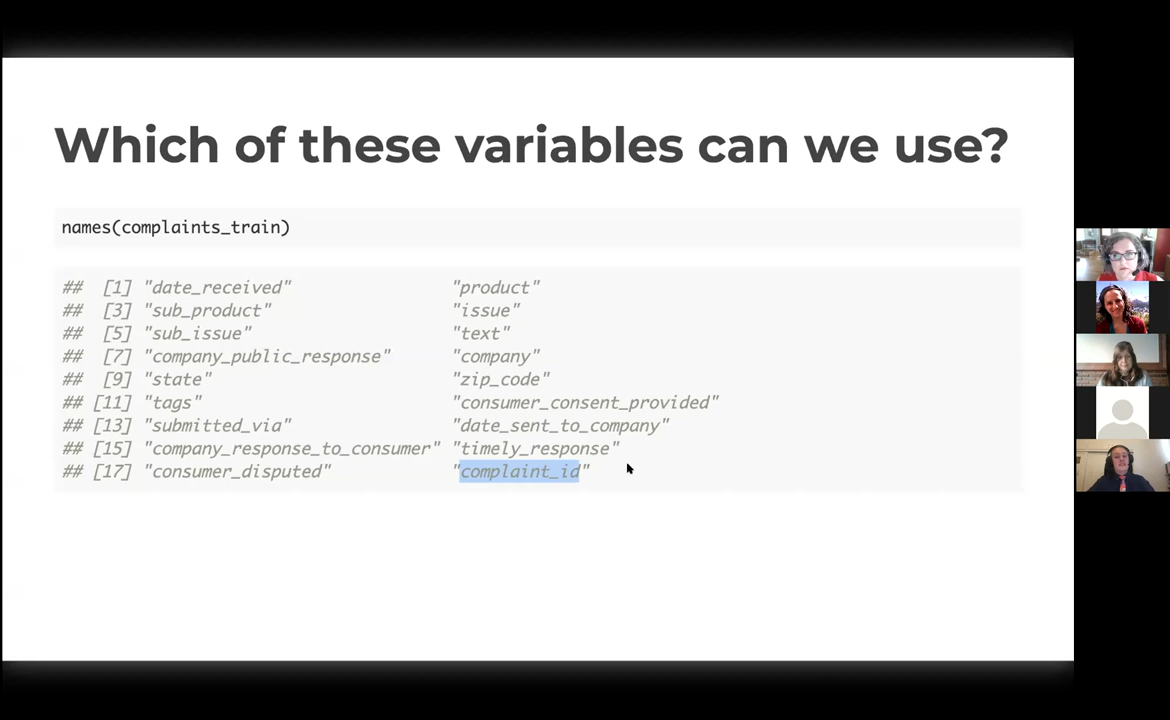 Which of these variables can we use?
names(complaints_train)
##  [1] "date_received"                "product"
##  [3] "sub_product"                  "issue"
##  [5] "sub_issue"                    "text"
##  [7] "company_public_response"      "company"
##  [9] "state"                        "zip_code"
## [11] "tags"                         "consumer_consent_provided"
## [13] "submitted_via"                "date_sent_to_company"
## [15] "company_response_to_consumer" "timely_response"
## [17] "consumer_disputed"            "complaint_id"